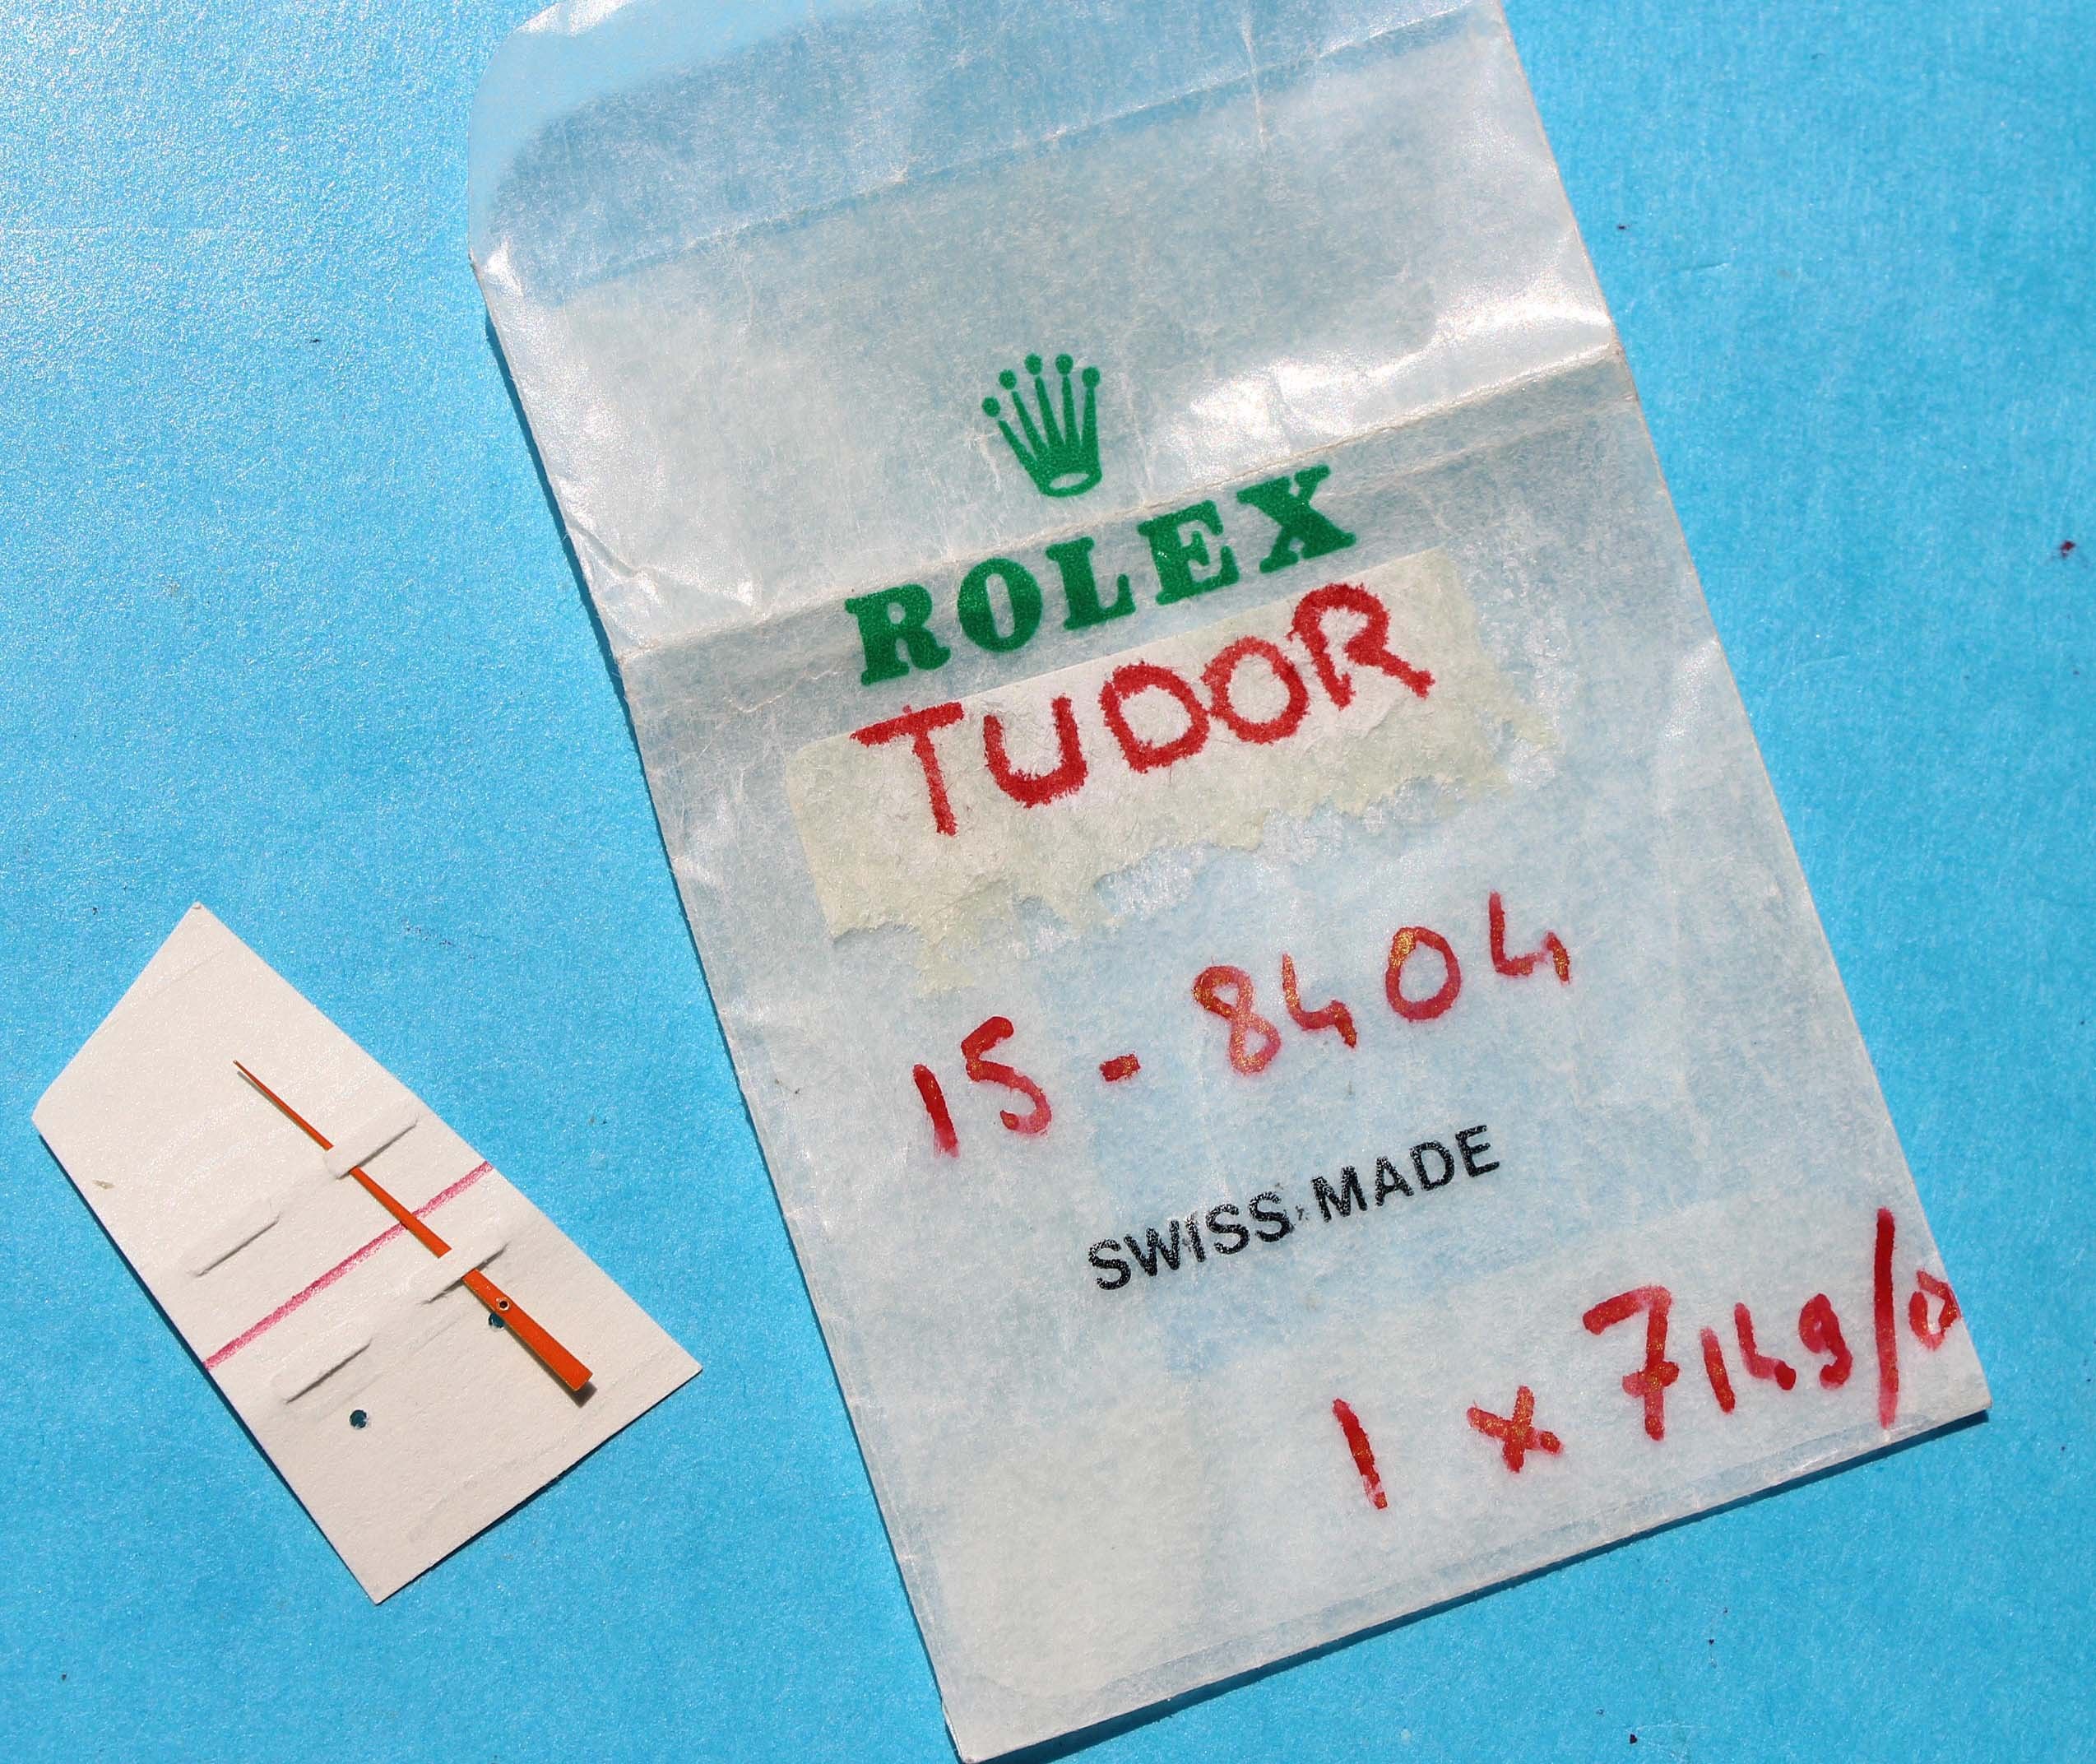 ROLEX
TUDOR
15 - 8404
SWISS MADE
1 x 7149/0